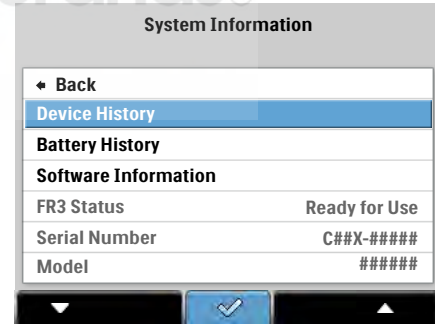 System Information
Back
Device History
Battery History
Software Information
FR3 Status Ready for Use
Serial Number C##X-#####
Model ######